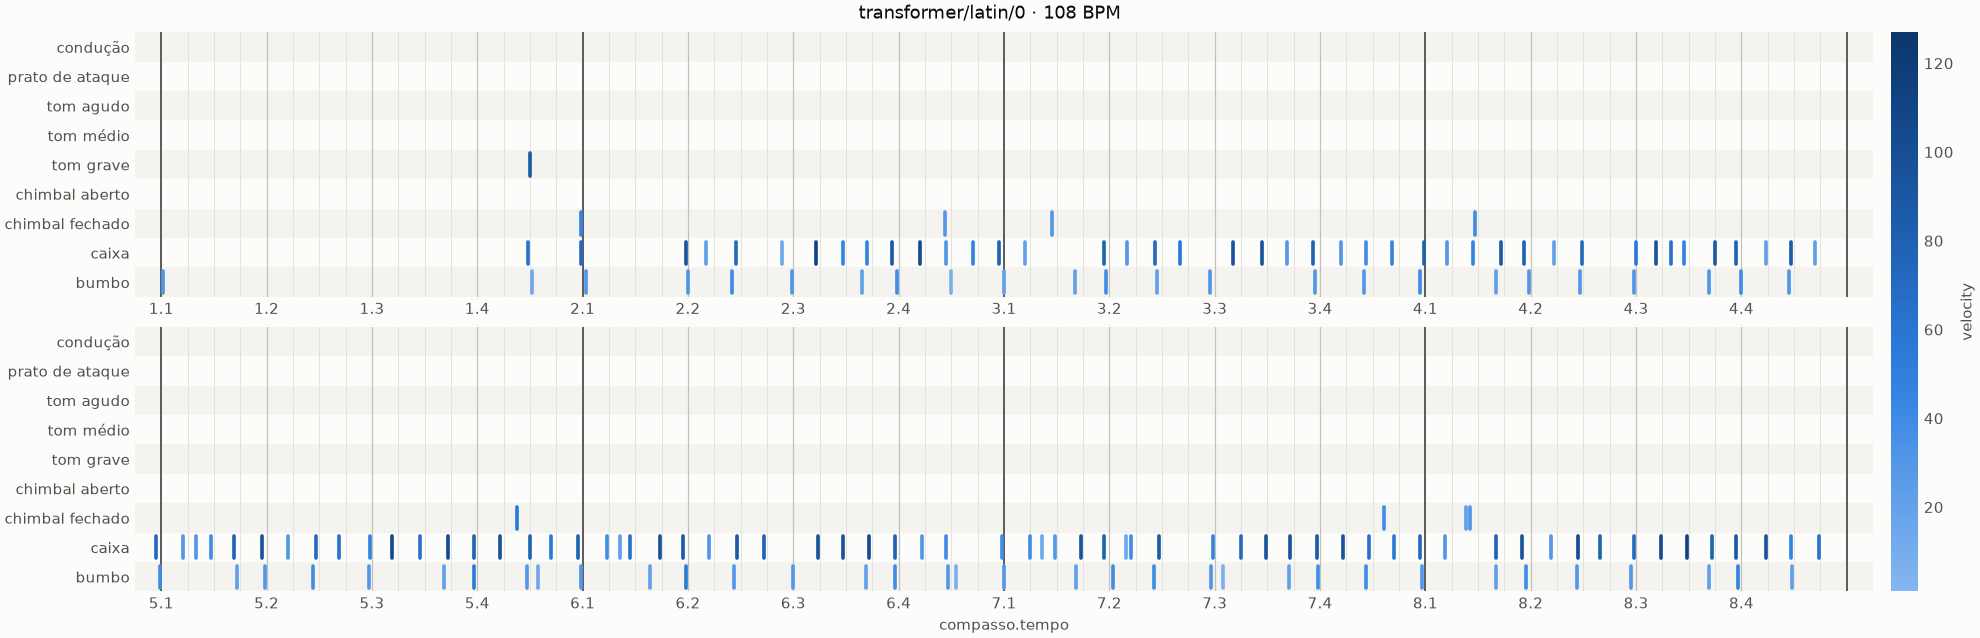 transformer/latin/0 · 108 BPM
condução
prato de ataque
tom agudo
tom médio
tom grave
chimbal aberto
chimbal fechado
caixa
bumbo
1.1 1.2 1.3 1.4 2.1 2.2 2.3 2.4 3.1 3.2 3.3 3.4 4.1 4.2 4.3 4.4
condução
prato de ataque
tom agudo
tom médio
tom grave
chimbal aberto
chimbal fechado
caixa
bumbo
5.1 5.2 5.3 5.4 6.1 6.2 6.3 6.4 7.1 7.2 7.3 7.4 8.1 8.2 8.3 8.4
compasso.tempo
120
100
80
60
40
20
velocity